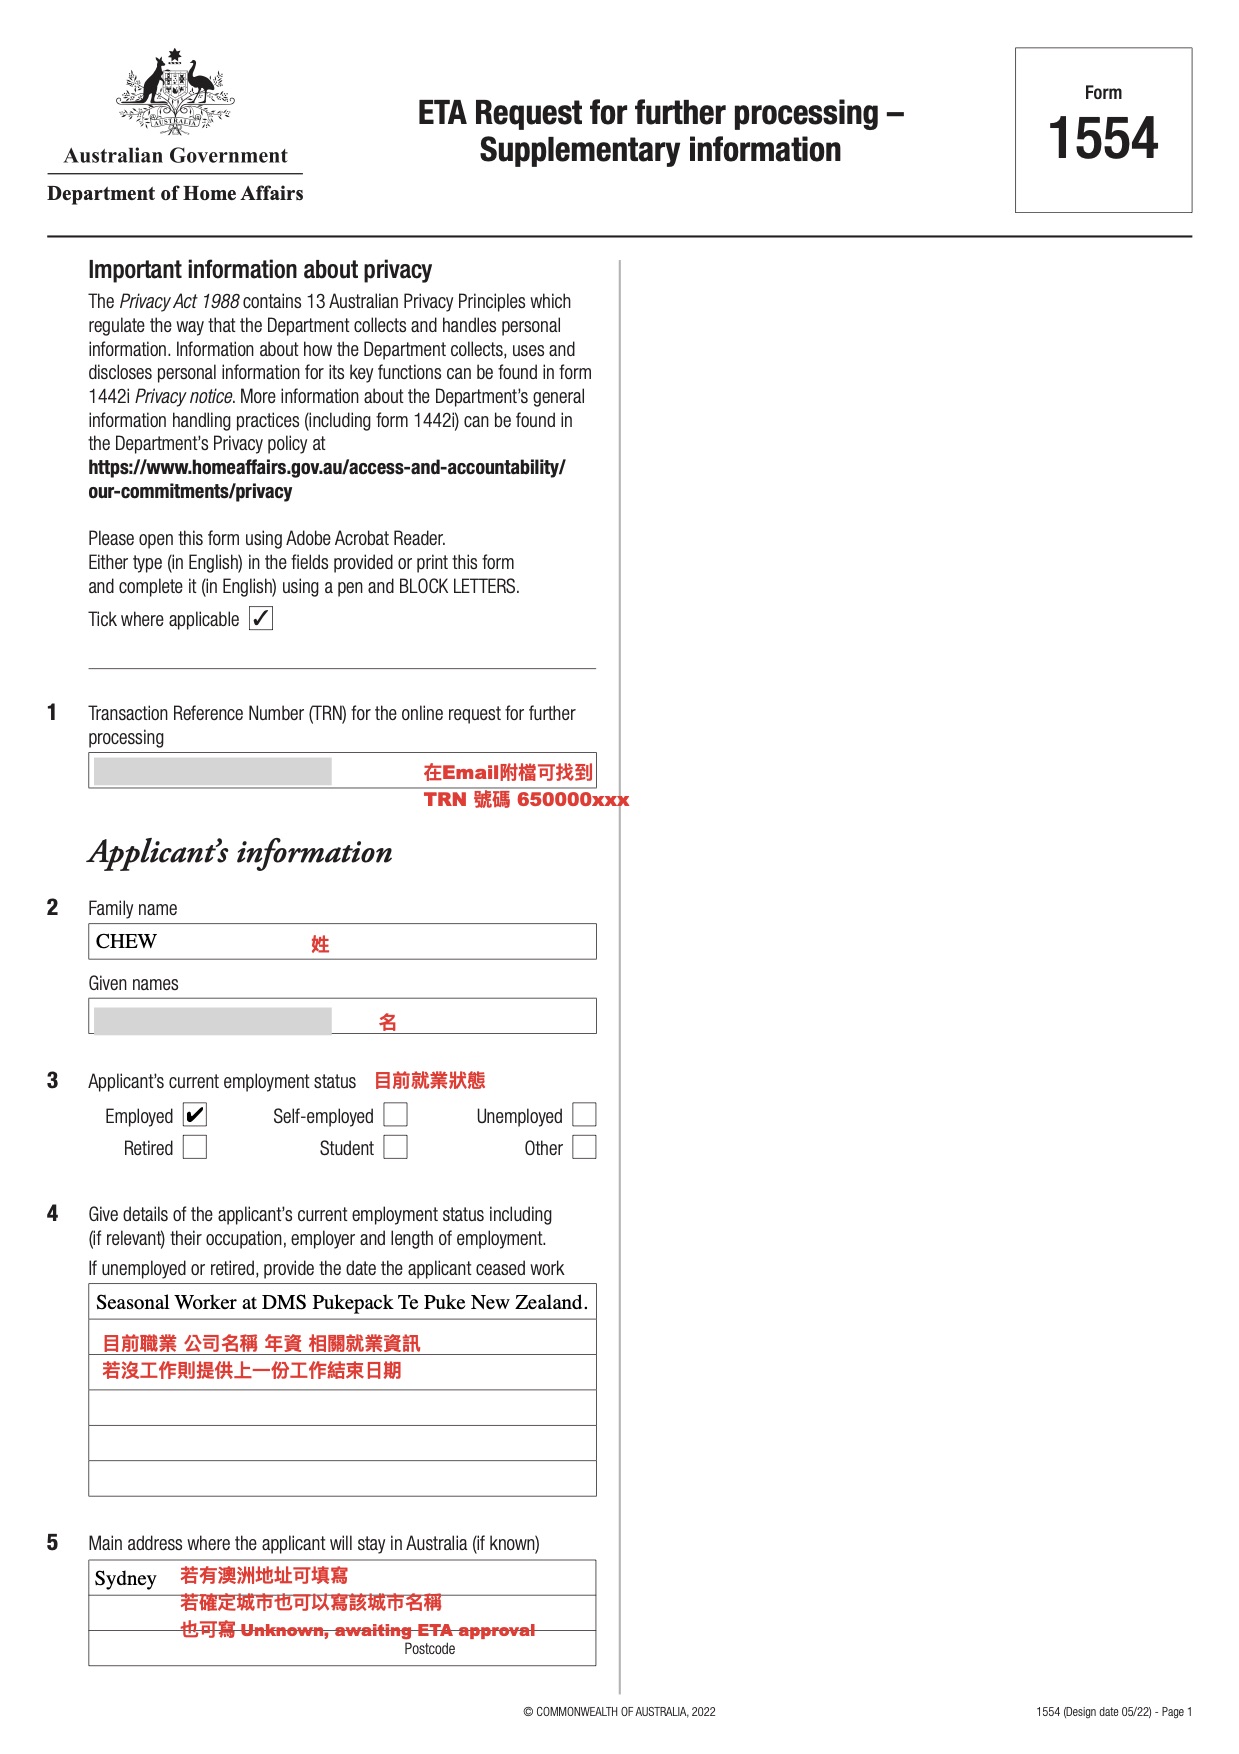 AUSTRALIA
Australian Government
Department of Home Affairs
ETA Request for further processing –
Supplementary information
Form
1554
Important information about privacy
The Privacy Act 1988 contains 13 Australian Privacy Principles which
regulate the way that the Department collects and handles personal
information. Information about how the Department collects, uses and
discloses personal information for its key functions can be found in form
1442i Privacy notice. More information about the Department's general
information handling practices (including form 1442i) can be found in
the Department's Privacy policy at
https://www.homeaffairs.gov.au/access-and-accountability/
our-commitments/privacy
Please open this form using Adobe Acrobat Reader.
Either type (in English) in the fields provided or print this form
and complete it (in English) using a pen and BLOCK LETTERS.
Tick where applicable ✓
1 Transaction Reference Number (TRN) for the online request for further
processing
在Email附檔可找到
TRN 號碼 650000xxx
Applicant's information
2 Family name
CHEW 姓
Given names
名
3 Applicant's current employment status 目前就業狀態
Employed ✔ Self-employed Unemployed
Retired Student Other
4 Give details of the applicant's current employment status including
(if relevant) their occupation, employer and length of employment.
If unemployed or retired, provide the date the applicant ceased work
Seasonal Worker at DMS Pukepack Te Puke New Zealand.
目前職業 公司名稱 年資 相關就業資訊
若沒工作則提供上一份工作結束日期
5 Main address where the applicant will stay in Australia (if known)
Sydney 若有澳洲地址可填寫
若確定城市也可以寫該城市名稱
也可寫 Unknown, awaiting ETA approval
Postcode
© COMMONWEALTH OF AUSTRALIA, 2022
1554 (Design date 05/22) - Page 1